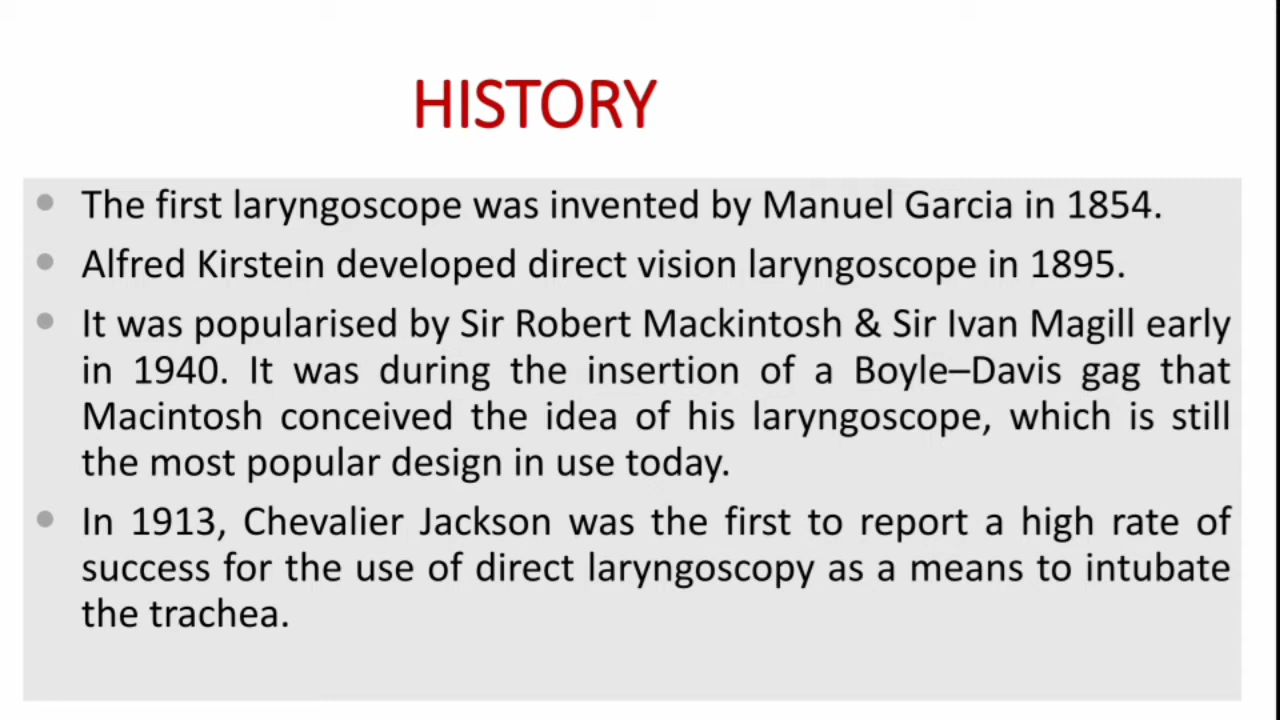 HISTORY
The first laryngoscope was invented by Manuel Garcia in 1854.
Alfred Kirstein developed direct vision laryngoscope in 1895.
It was popularised by Sir Robert Mackintosh & Sir Ivan Magill early
in 1940. It was during the insertion of a Boyle–Davis gag that
Macintosh conceived the idea of his laryngoscope, which is still
the most popular design in use today.
In 1913, Chevalier Jackson was the first to report a high rate of
success for the use of direct laryngoscopy as a means to intubate
the trachea.